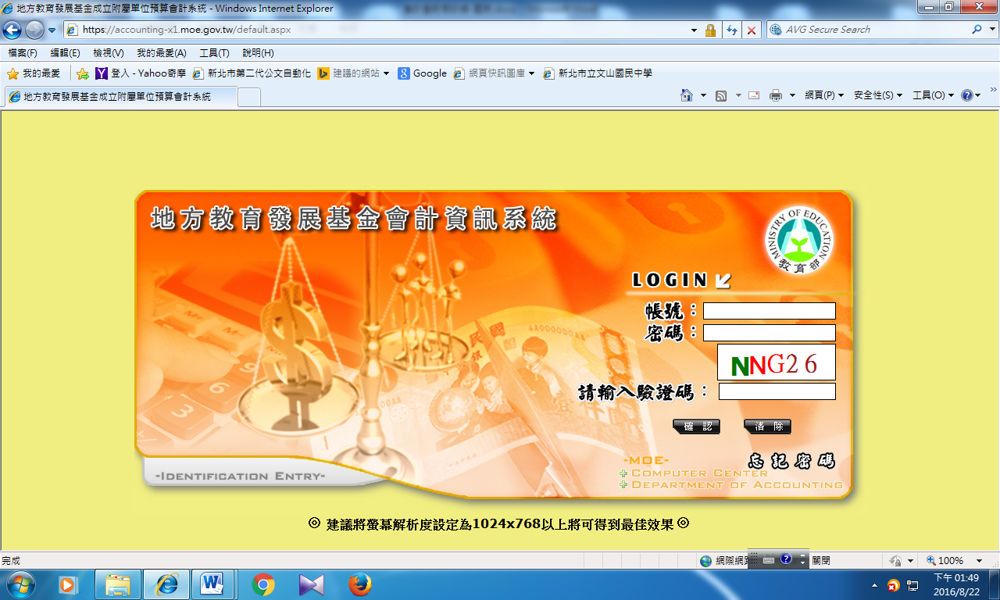 地方教育發展基金成立附屬單位預算會計系統 - Windows Internet Explorer
https://accounting-x1.moe.gov.tw/default.aspx
AVG Secure Search
檔案(F) 編輯(E) 檢視(V) 我的最愛(A) 工具(T) 說明(H)
我的最愛 登入 - Yahoo奇摩 新北市第二代公文自動化 建議的網站 Google 網頁快訊圖庫 新北市立文山國民中學
地方教育發展基金成立附屬單位預算會計系統 網頁(P) 安全性(S) 工具(O)
地方教育發展基金會計資訊系統
MINISTRY OF EDUCATION
教育部
LOGIN
帳號：
密碼：
NNG26
請輸入驗證碼：
確 認 清 除
忘記密碼
-MOE-
COMPUTER CENTER
DEPARTMENT OF ACCOUNTING
-IDENTIFICATION ENTRY-
◎ 建議將螢幕解析度設定為1024x768以上將可得到最佳效果 ◎
完成 網際網 關閉 100%
下午 01:49
2016/8/22